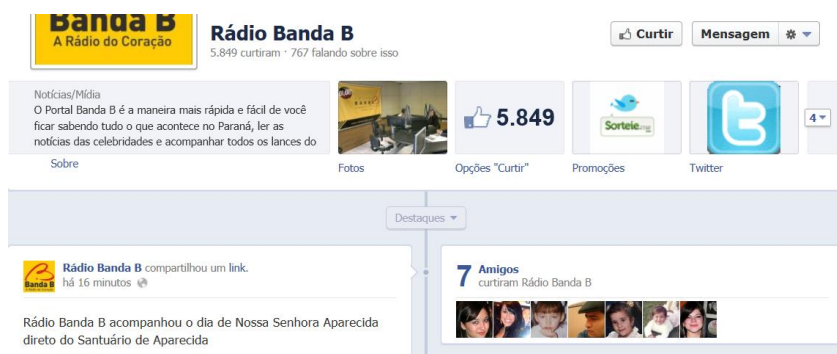 Banda B
A Rádio do Coração
Rádio Banda B
5.849 curtiram · 767 falando sobre isso
Curtir
Mensagem
Notícias/Mídia
O Portal Banda B é a maneira mais rápida e fácil de você
ficar sabendo tudo o que acontece no Paraná, ler as
notícias das celebridades e acompanhar todos os lances do
Sobre
5.849
Sorteie
4
Fotos
Opções "Curtir"
Promoções
Twitter
Destaques
Banda B
Rádio Banda B compartilhou um link.
há 16 minutos
Rádio Banda B acompanhou o dia de Nossa Senhora Aparecida
direto do Santuário de Aparecida
7 Amigos
curtiram Rádio Banda B